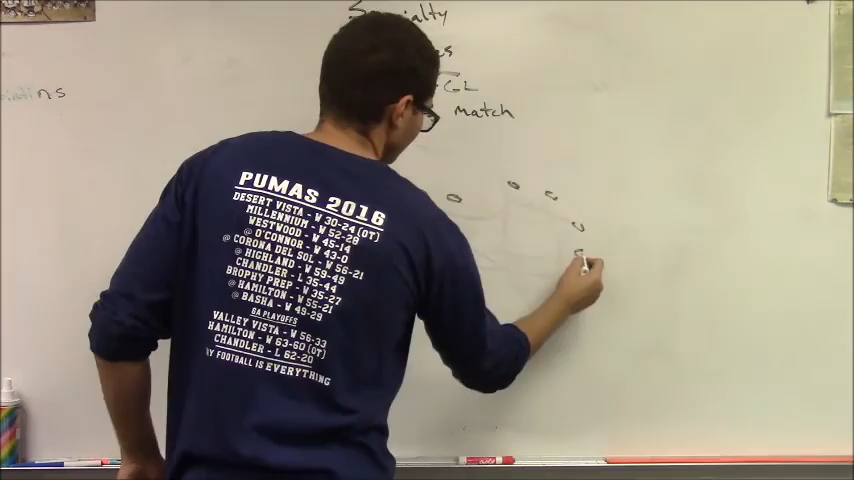 Specialty
GL
match
ns
PUMAS 2016
DESERT VISTA - W 30-24 (OT)
MILLENNIUM - W 52-28
WESTWOOD - W 45-14
@ O'CONNOR - W 43-0
@ CORONA DEL SOL - W 56-21
@ HIGHLAND - W 59-49
CHANDLER - L 35-44
BROPHY PREP - W 35-27
@ HAMILTON - W 55-21
@ BASHA - W 49-29
6A PLAYOFFS
VALLEY VISTA - W 56-33
HAMILTON - W 63-60 (OT)
CHANDLER - L 62-20
FOOTBALL IS EVERYTHING